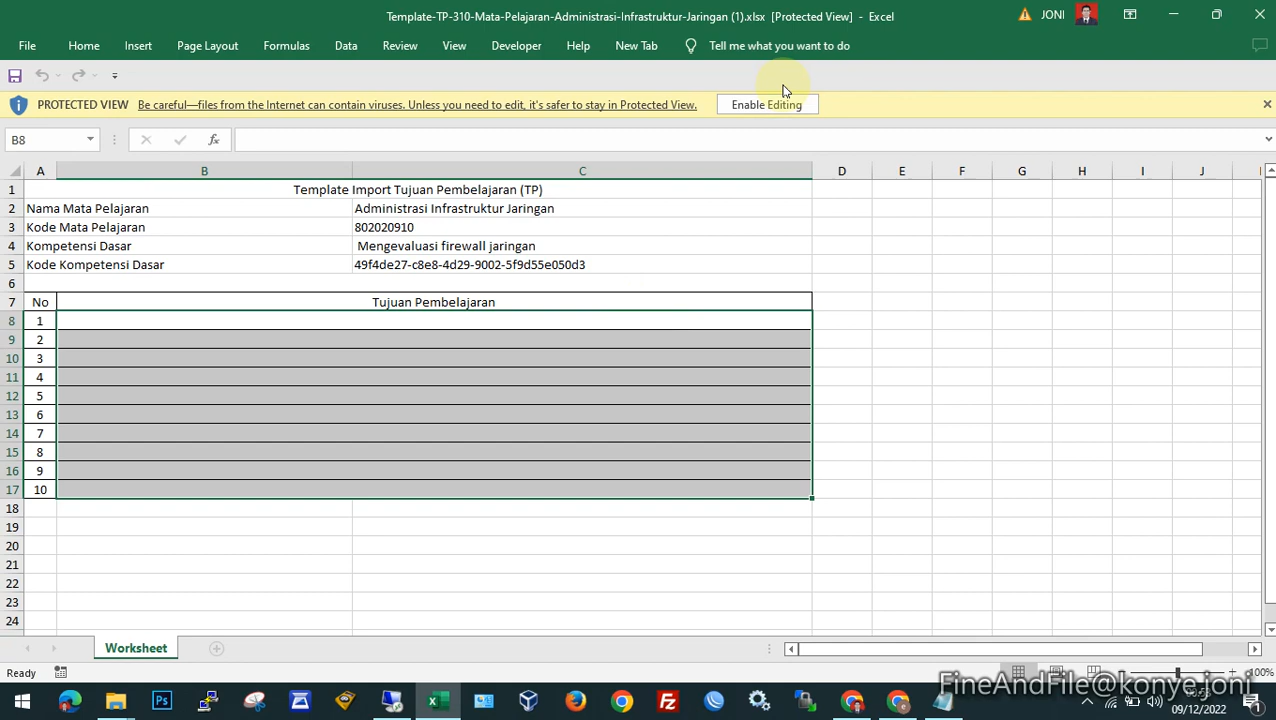 Template-TP-310-Mata-Pelajaran-Administrasi-Infrastruktur-Jaringan (1).xlsx [Protected View] - Excel
JONI
File Home Insert Page Layout Formulas Data Review View Developer Help New Tab Tell me what you want to do
PROTECTED VIEW Be careful—files from the Internet can contain viruses. Unless you need to edit, it's safer to stay in Protected View. Enable Editing
B8 fx
A B C D E F G H I J
1 Template Import Tujuan Pembelajaran (TP)
2 Nama Mata Pelajaran Administrasi Infrastruktur Jaringan
3 Kode Mata Pelajaran 802020910
4 Kompetensi Dasar Mengevaluasi firewall jaringan
5 Kode Kompetensi Dasar 49f4de27-c8e8-4d29-9002-5f9d55e050d3
6
7 No Tujuan Pembelajaran
8 1
9 2
10 3
11 4
12 5
13 6
14 7
15 8
16 9
17 10
18
19
20
21
22
23
24
Worksheet
Ready 100%
FineAndFile@konye.joni
09/12/2022